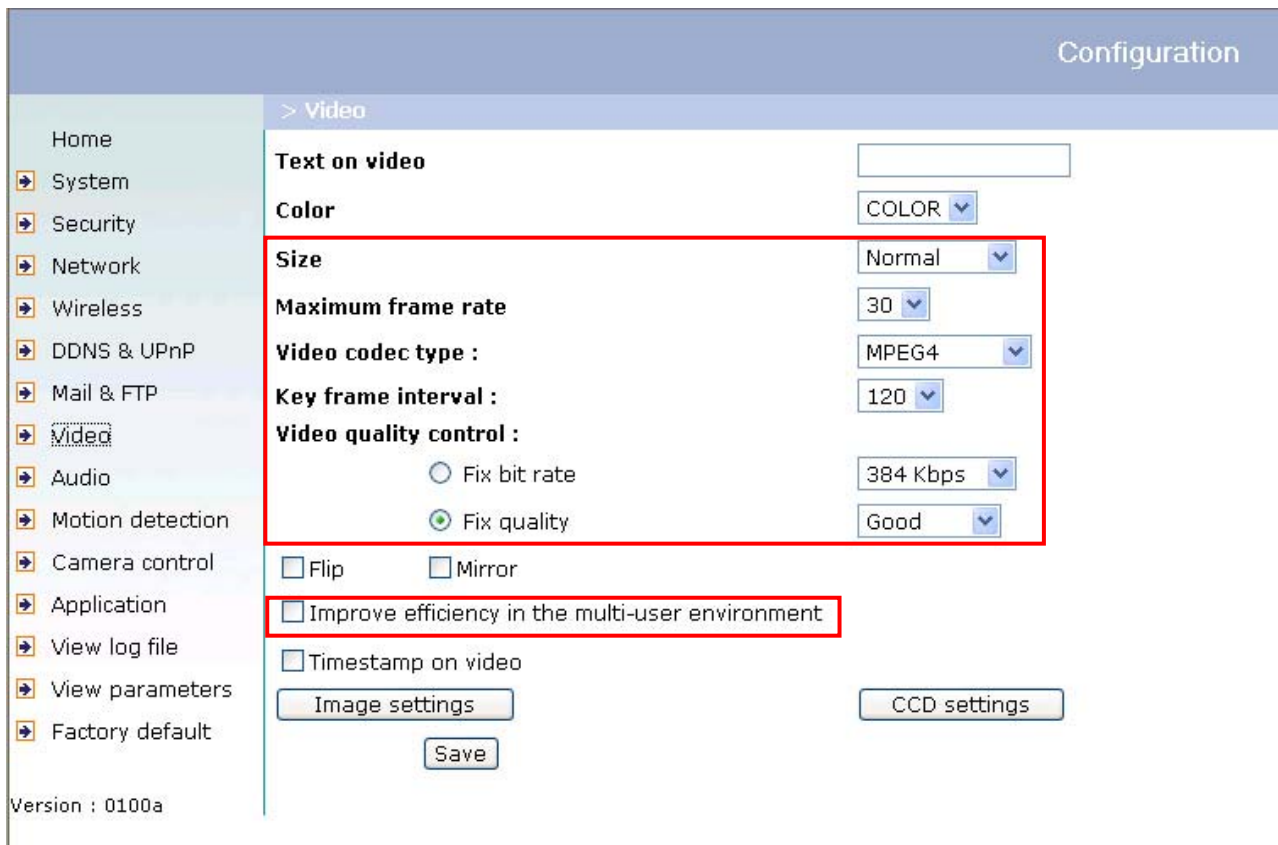 Configuration
> Video
Home
System
Security
Network
Wireless
DDNS & UPnP
Mail & FTP
Video
Audio
Motion detection
Camera control
Application
View log file
View parameters
Factory default
Version : 0100a
Text on video
Color COLOR
Size Normal
Maximum frame rate 30
Video codec type : MPEG4
Key frame interval : 120
Video quality control :
Fix bit rate 384 Kbps
Fix quality Good
Flip Mirror
Improve efficiency in the multi-user environment
Timestamp on video
Image settings CCD settings
Save